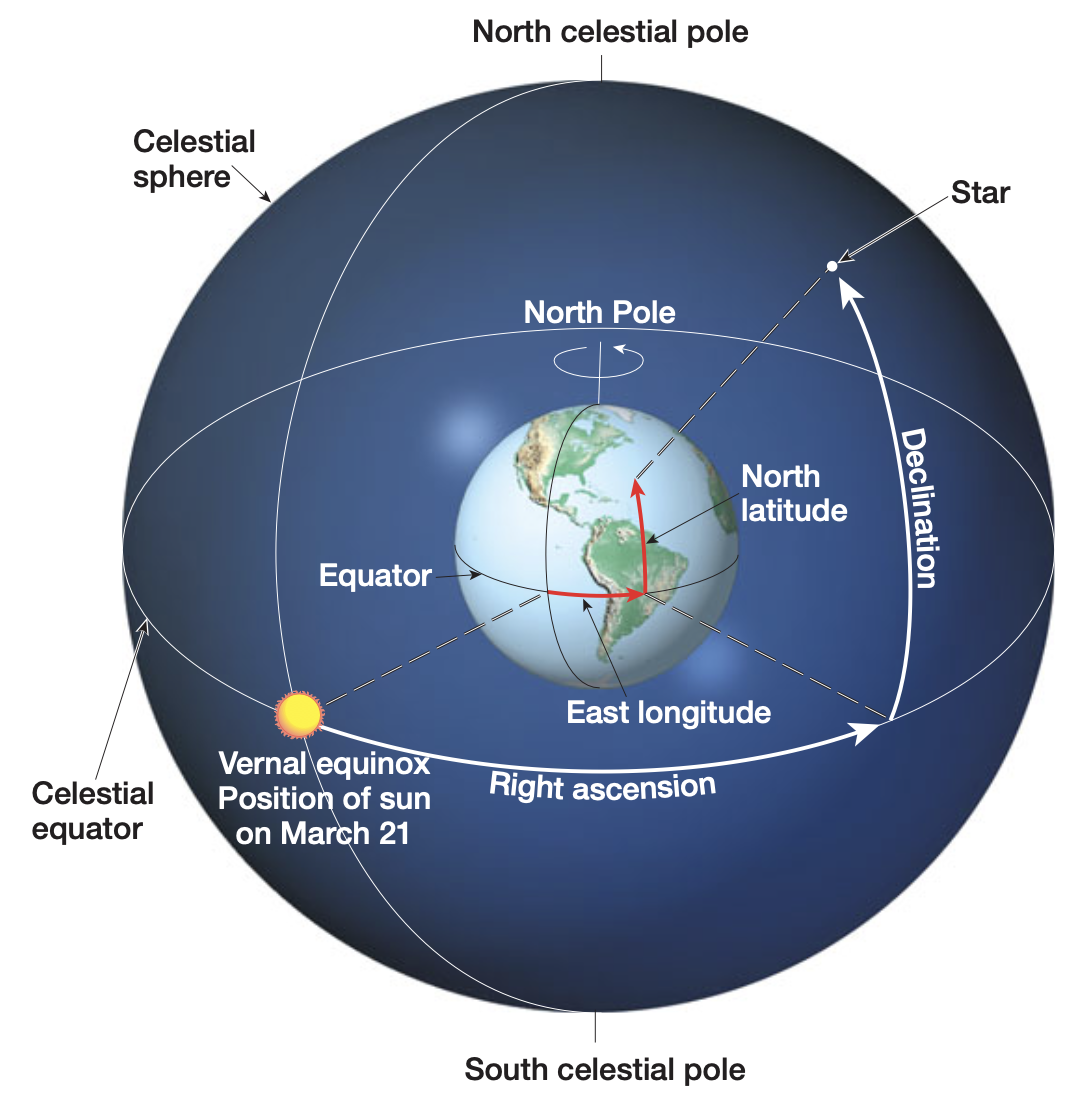 North celestial pole
Celestial
sphere
Star
North Pole
North
latitude
Declination
Equator
East longitude
Vernal equinox
Position of sun
on March 21
Right ascension
Celestial
equator
South celestial pole